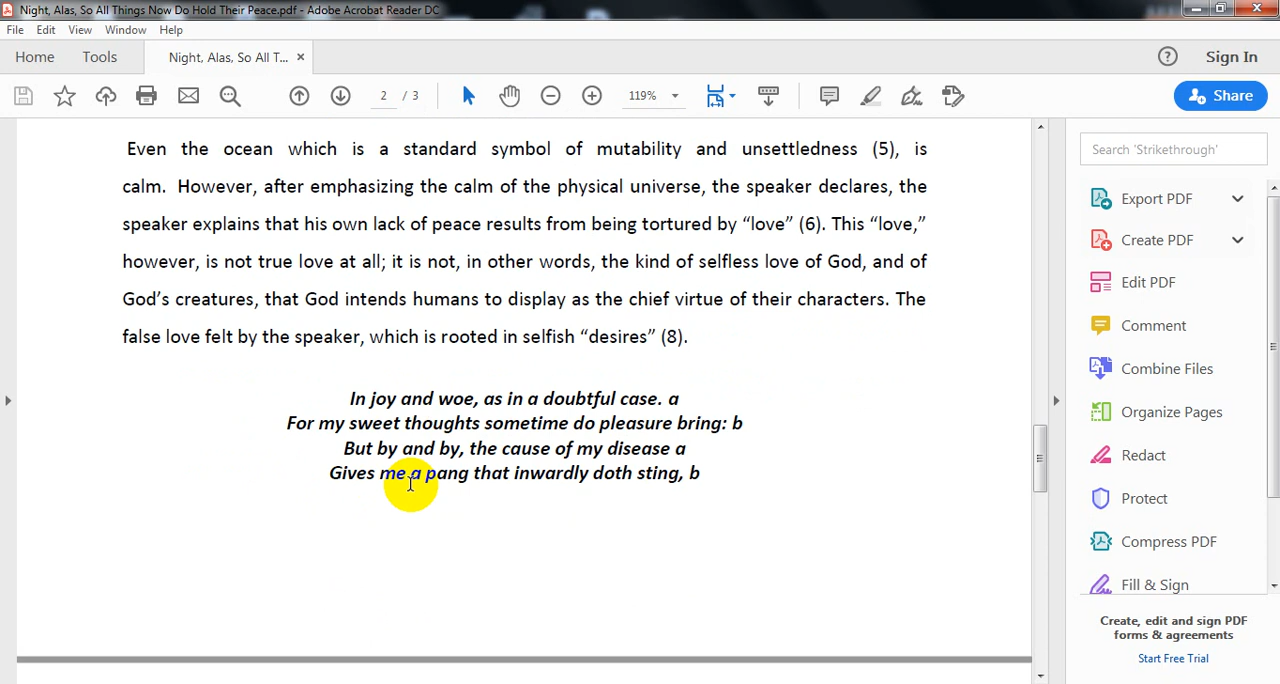 Night, Alas, So All Things Now Do Hold Their Peace.pdf - Adobe Acrobat Reader DC
File Edit View Window Help
Home Tools Night, Alas, So All T... × ? Sign In
2 / 3 119% Share
Even the ocean which is a standard symbol of mutability and unsettledness (5), is
calm. However, after emphasizing the calm of the physical universe, the speaker declares, the
speaker explains that his own lack of peace results from being tortured by “love” (6). This “love,”
however, is not true love at all; it is not, in other words, the kind of selfless love of God, and of
God’s creatures, that God intends humans to display as the chief virtue of their characters. The
false love felt by the speaker, which is rooted in selfish “desires” (8).
In joy and woe, as in a doubtful case. a
For my sweet thoughts sometime do pleasure bring: b
But by and by, the cause of my disease a
Gives me a pang that inwardly doth sting, b
Search 'Strikethrough'
Export PDF
Create PDF
Edit PDF
Comment
Combine Files
Organize Pages
Redact
Protect
Compress PDF
Fill & Sign
Create, edit and sign PDF
forms & agreements
Start Free Trial